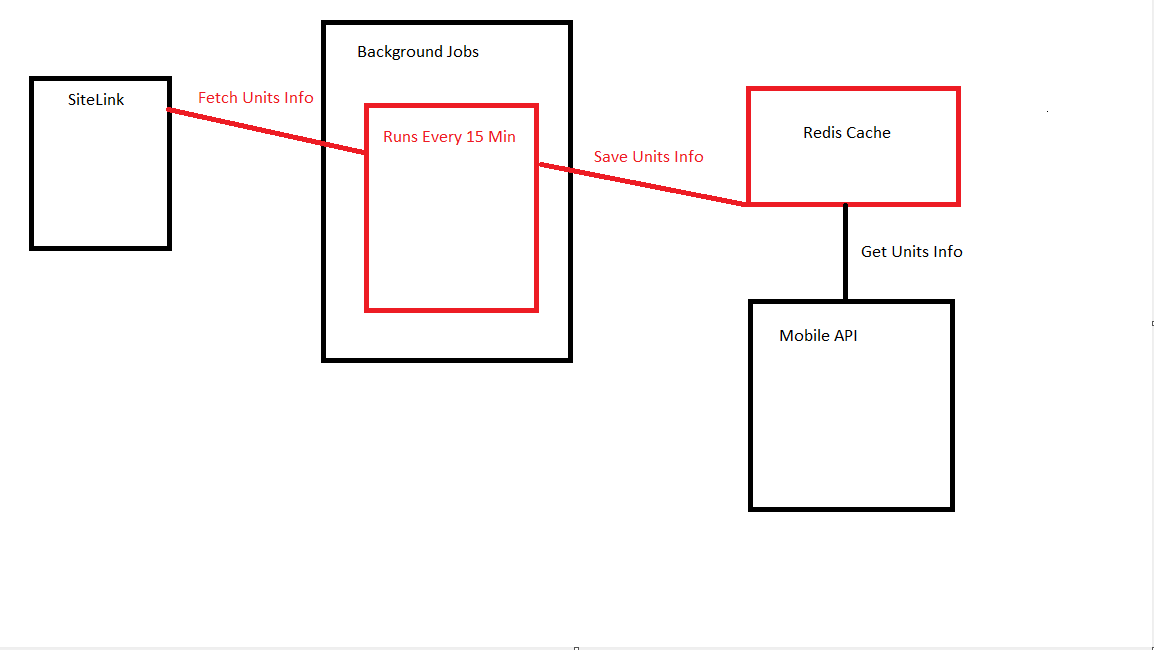 Background Jobs
SiteLink
Fetch Units Info
Runs Every 15 Min
Save Units Info
Redis Cache
Get Units Info
Mobile API